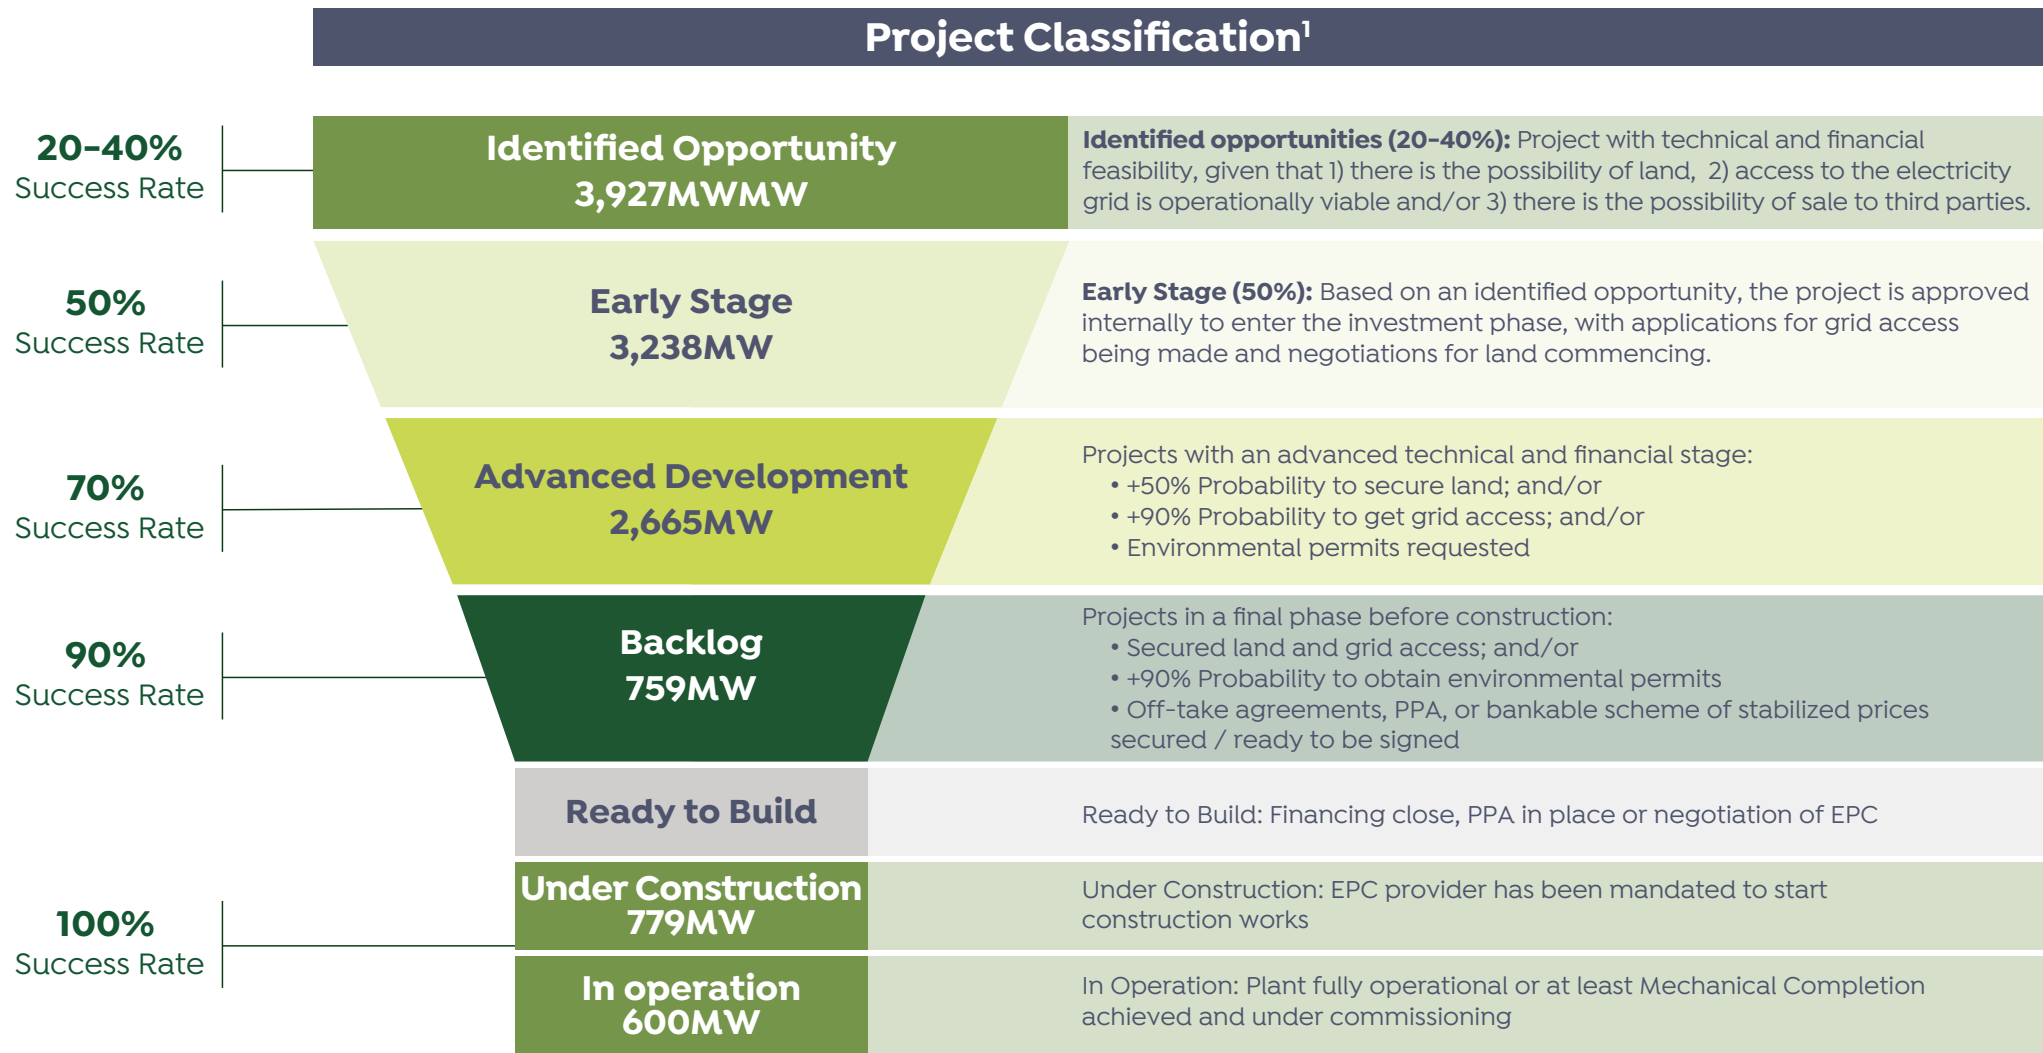 Project Classification¹
20-40%
Success Rate
Identified Opportunity
3,927MWMW
Identified opportunities (20-40%): Project with technical and financial
feasibility, given that 1) there is the possibility of land, 2) access to the electricity
grid is operationally viable and/or 3) there is the possibility of sale to third parties.
50%
Success Rate
Early Stage
3,238MW
Early Stage (50%): Based on an identified opportunity, the project is approved
internally to enter the investment phase, with applications for grid access
being made and negotiations for land commencing.
70%
Success Rate
Advanced Development
2,665MW
Projects with an advanced technical and financial stage:
• +50% Probability to secure land; and/or
• +90% Probability to get grid access; and/or
• Environmental permits requested
90%
Success Rate
Backlog
759MW
Projects in a final phase before construction:
• Secured land and grid access; and/or
• +90% Probability to obtain environmental permits
• Off-take agreements, PPA, or bankable scheme of stabilized prices
secured / ready to be signed
Ready to Build
Ready to Build: Financing close, PPA in place or negotiation of EPC
100%
Success Rate
Under Construction
779MW
Under Construction: EPC provider has been mandated to start
construction works
In operation
600MW
In Operation: Plant fully operational or at least Mechanical Completion
achieved and under commissioning